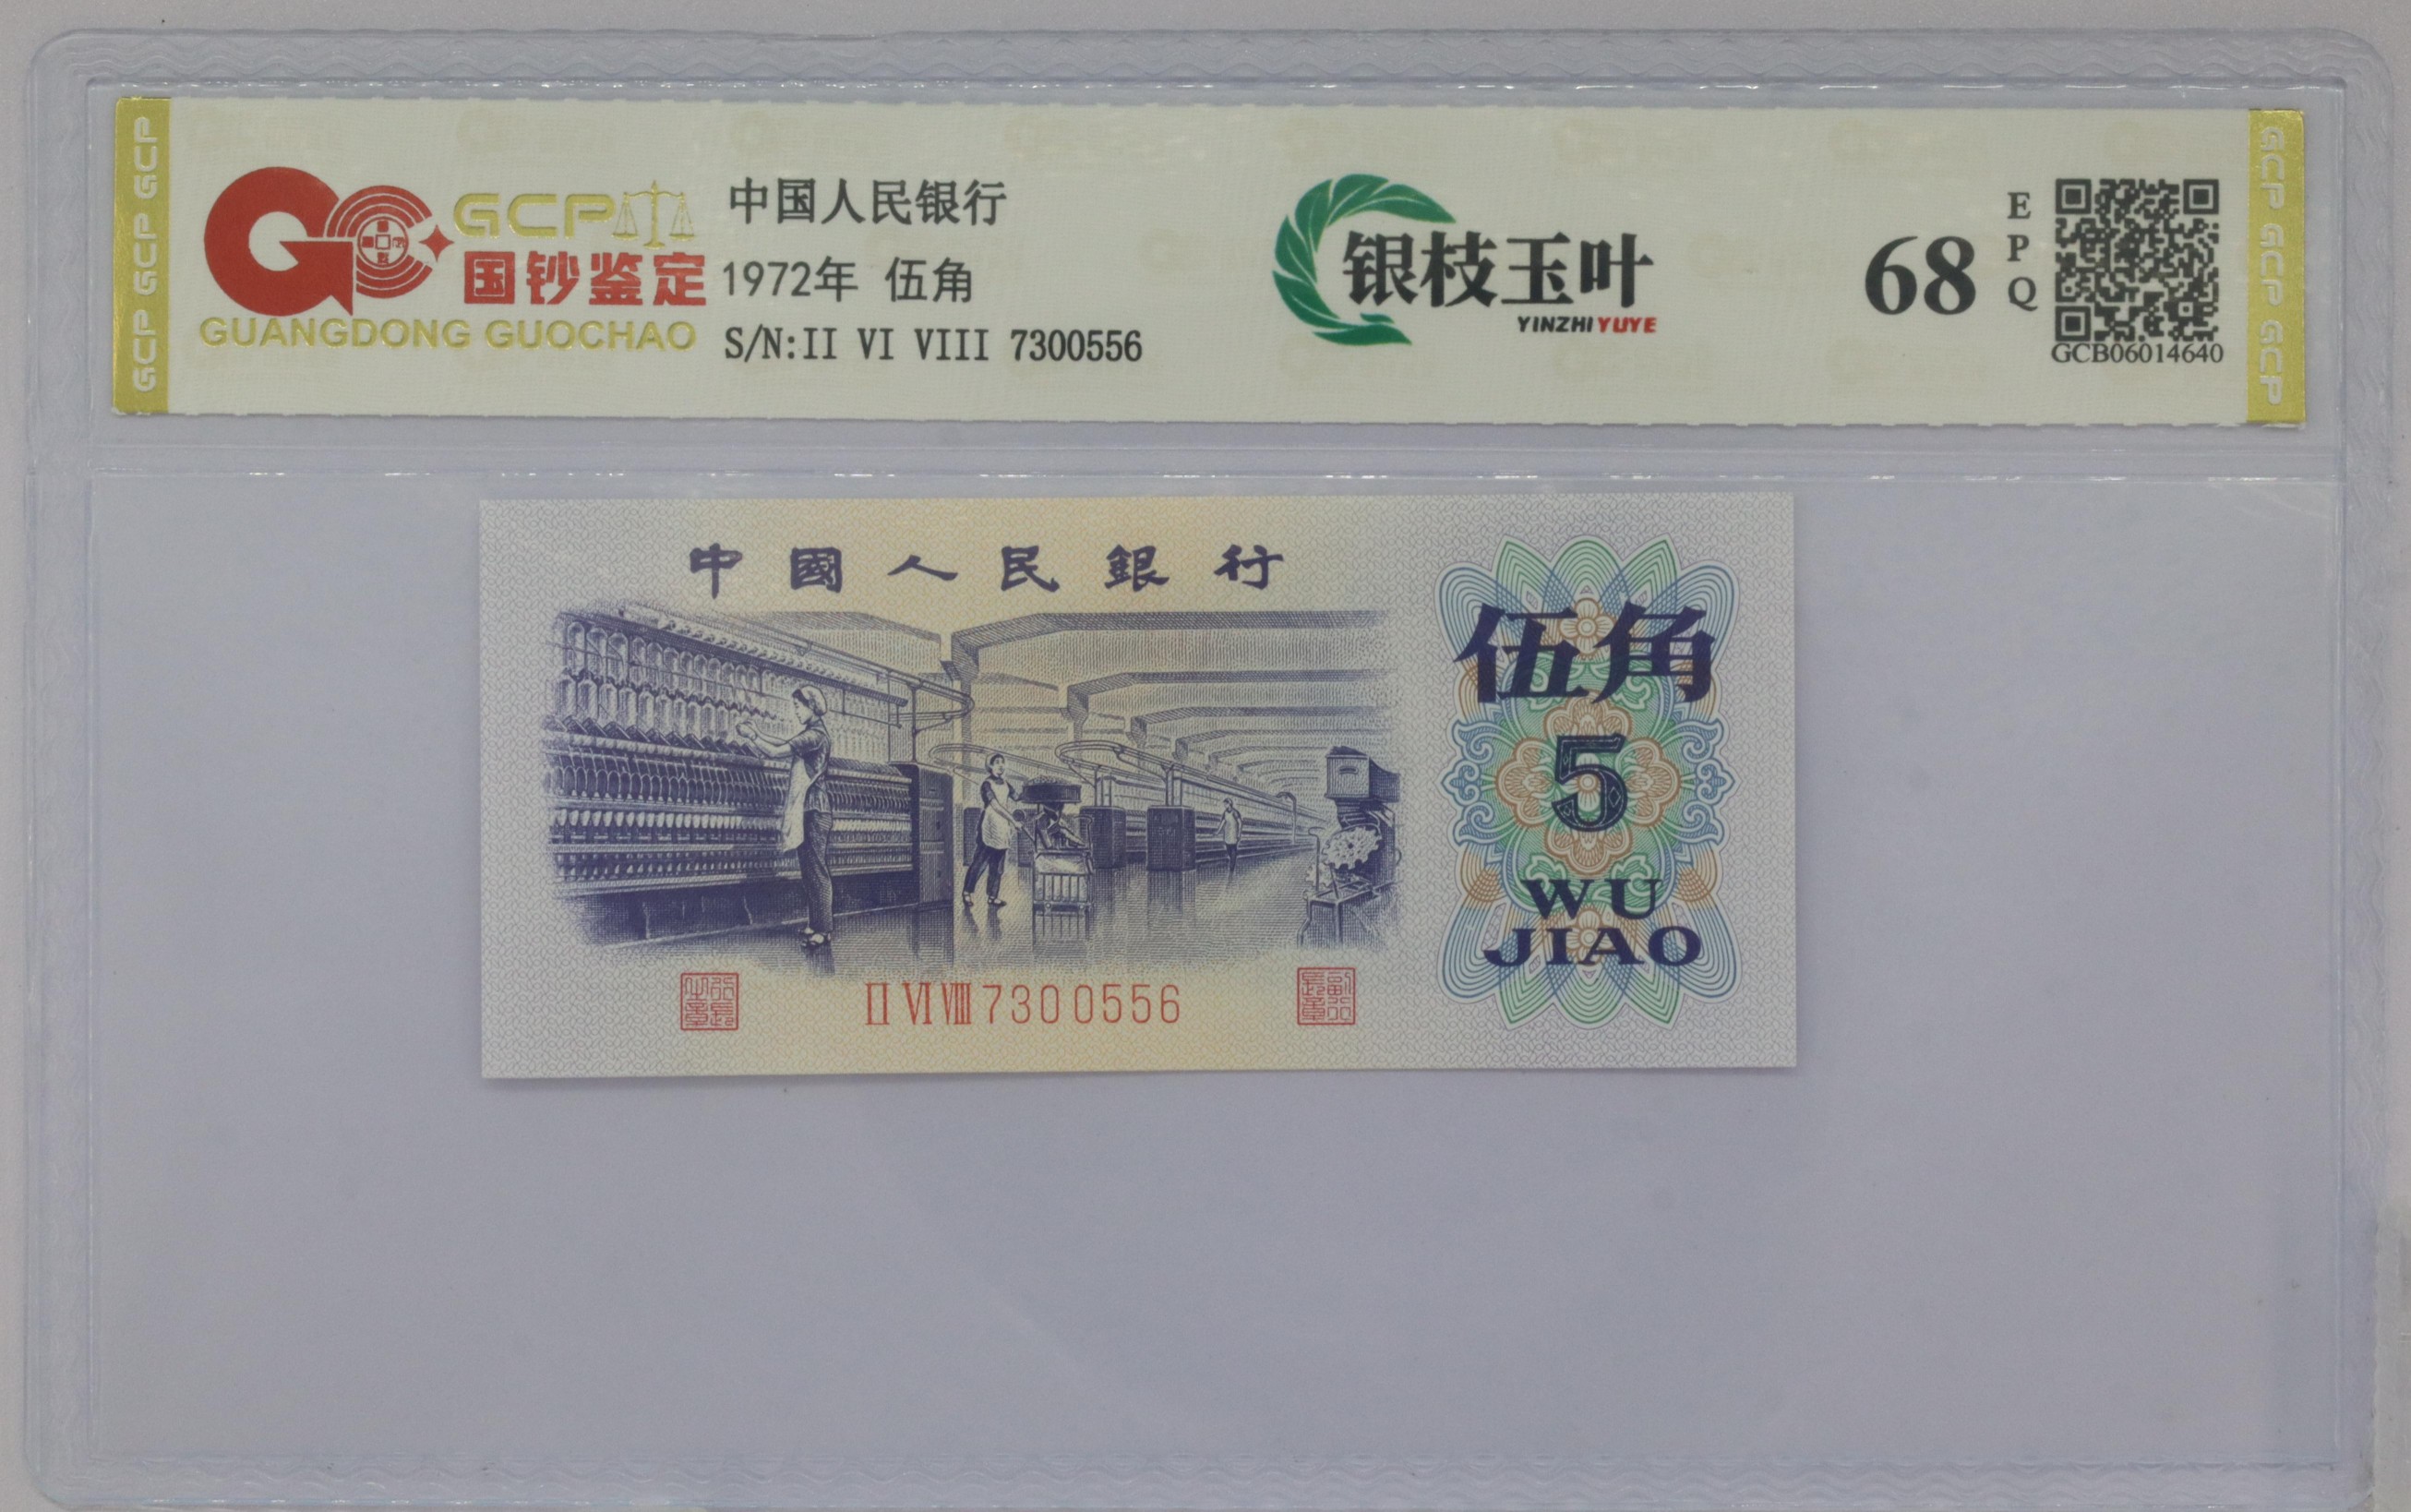 GCP GCP GCP
GCP
国钞鉴定
GUANGDONG GUOCHAO
中国人民银行
1972年 伍角
S/N:II VI VIII 7300556
银枝玉叶
YINZHIYUYE
68
EPQ
GCB06014640
GCP GCP GCP
中國人民銀行
伍角
5
WU
JIAO
II VI VIII 7300556